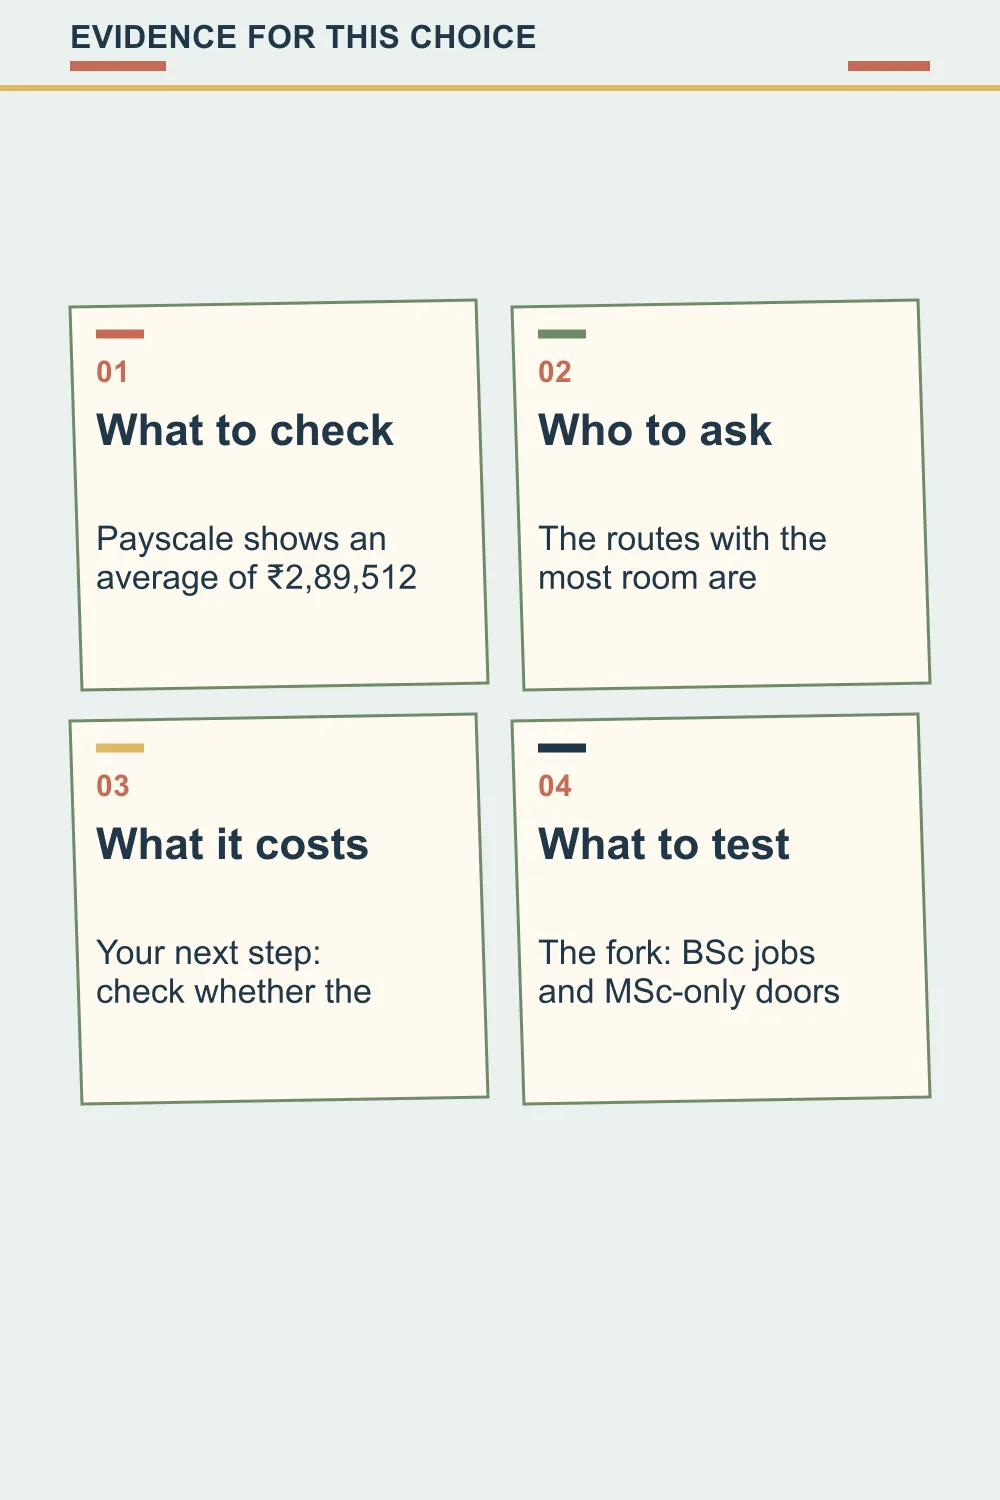 EVIDENCE FOR THIS CHOICE
01
What to check
Payscale shows an
average of ₹2,89,512
02
Who to ask
The routes with the
most room are
03
What it costs
Your next step:
check whether the
04
What to test
The fork: BSc jobs
and MSc-only doors